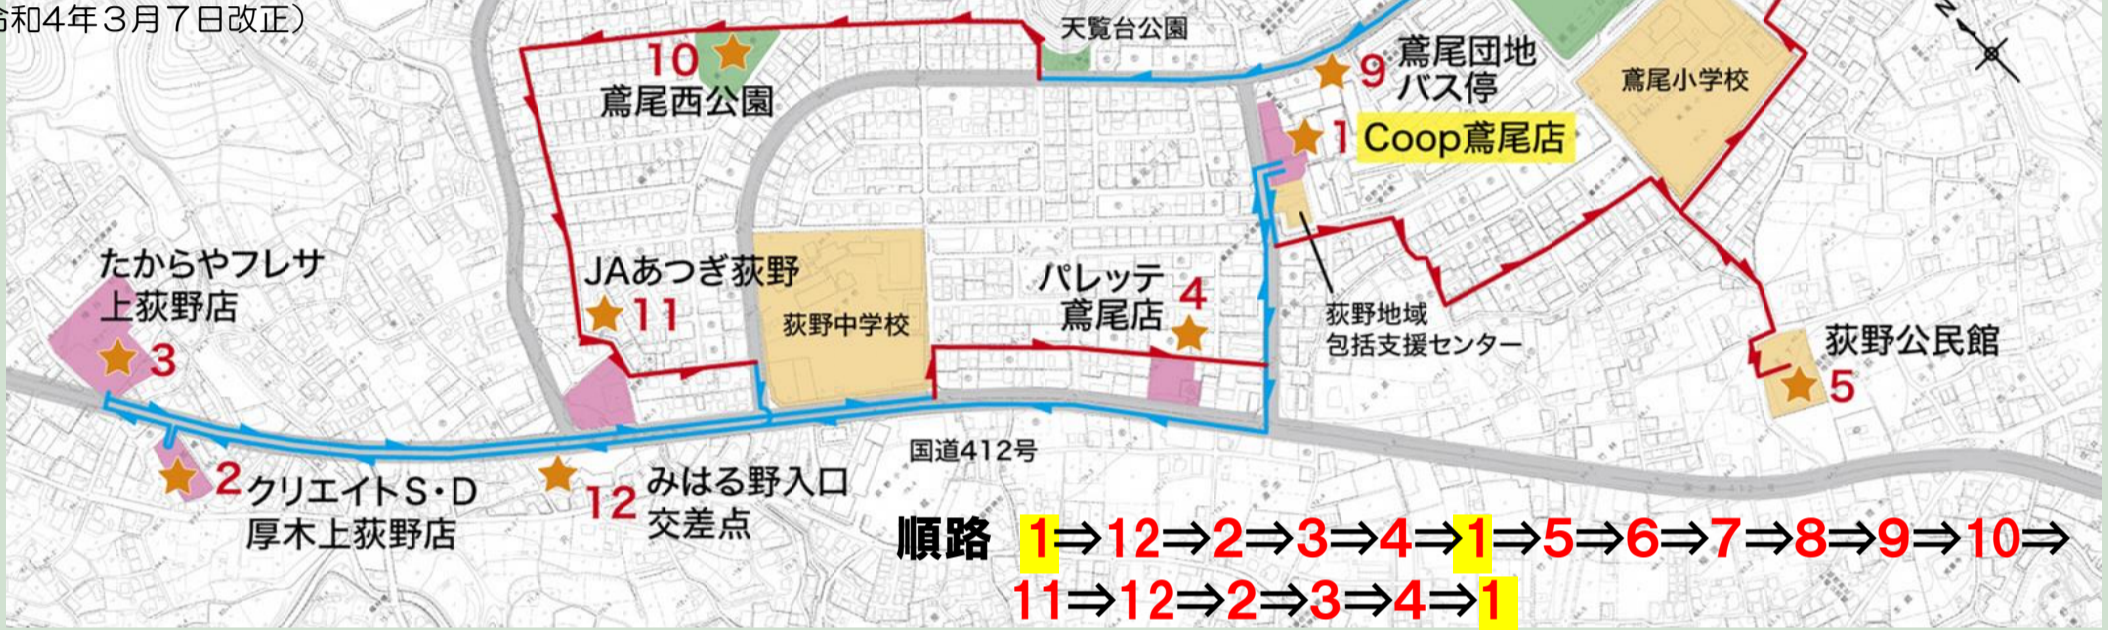 令和4年3月7日改正）
天覧台公園
10
鳶尾西公園
9 鳶尾団地
バス停
鳶尾小学校
1 Coop鳶尾店
たからやフレサ
上荻野店
3
JAあつぎ荻野
11
荻野中学校
パレッテ
鳶尾店
4
荻野地域
包括支援センター
荻野公民館
5
2 クリエイトS・D
厚木上荻野店
12 みはる野入口
交差点
国道412号
N
順路 1⇒12⇒2⇒3⇒4⇒1⇒5⇒6⇒7⇒8⇒9⇒10⇒
11⇒12⇒2⇒3⇒4⇒1